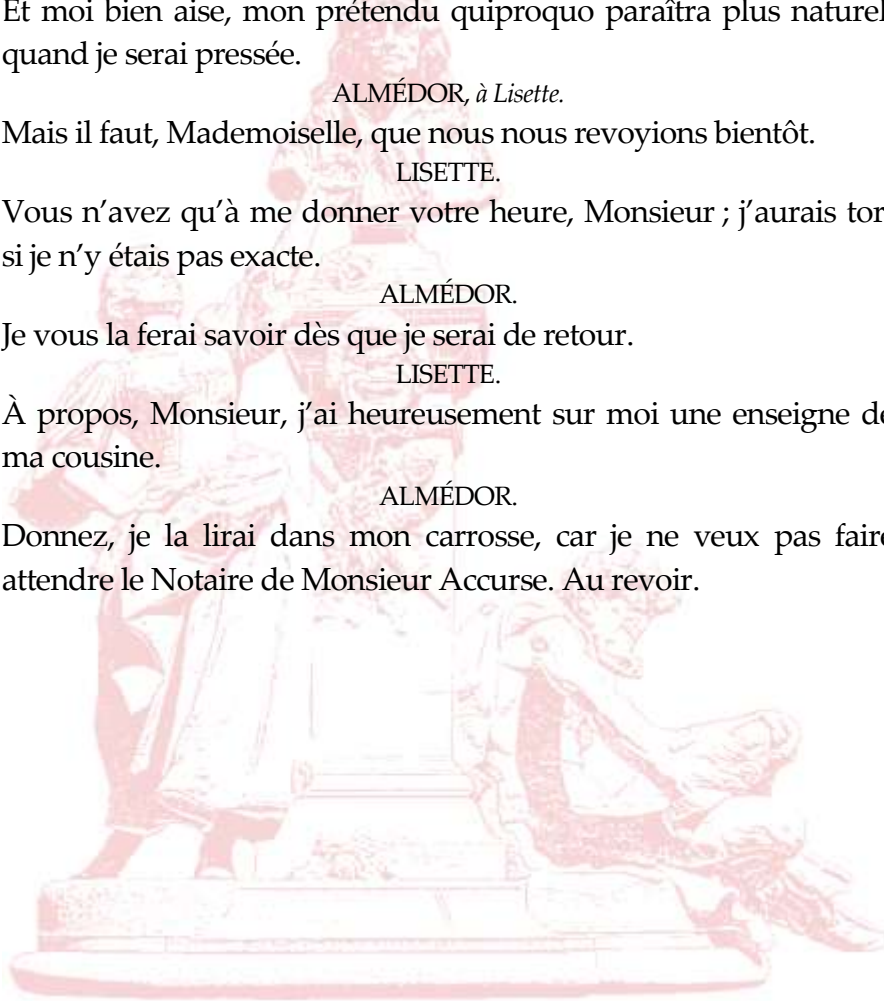 Et moi bien aise, mon prétendu quiproquo paraîtra plus naturel
quand je serai pressée.
ALMÉDOR, à Lisette.
Mais il faut, Mademoiselle, que nous nous revoyions bientôt.
LISETTE.
Vous n’avez qu’à me donner votre heure, Monsieur ; j’aurais tor
si je n’y étais pas exacte.
ALMÉDOR.
Je vous la ferai savoir dès que je serai de retour.
LISETTE.
À propos, Monsieur, j’ai heureusement sur moi une enseigne de
ma cousine.
ALMÉDOR.
Donnez, je la lirai dans mon carrosse, car je ne veux pas faire
attendre le Notaire de Monsieur Accurse. Au revoir.